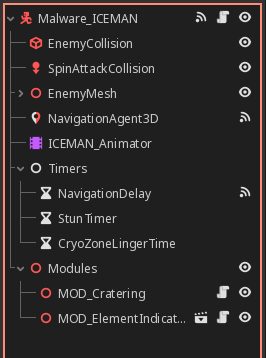 Malware_ICEMAN
EnemyCollision
SpinAttackCollision
EnemyMesh
NavigationAgent3D
ICEMAN_Animator
Timers
NavigationDelay
StunTimer
CryoZoneLingerTime
Modules
MOD_Cratering
MOD_ElementIndicat...